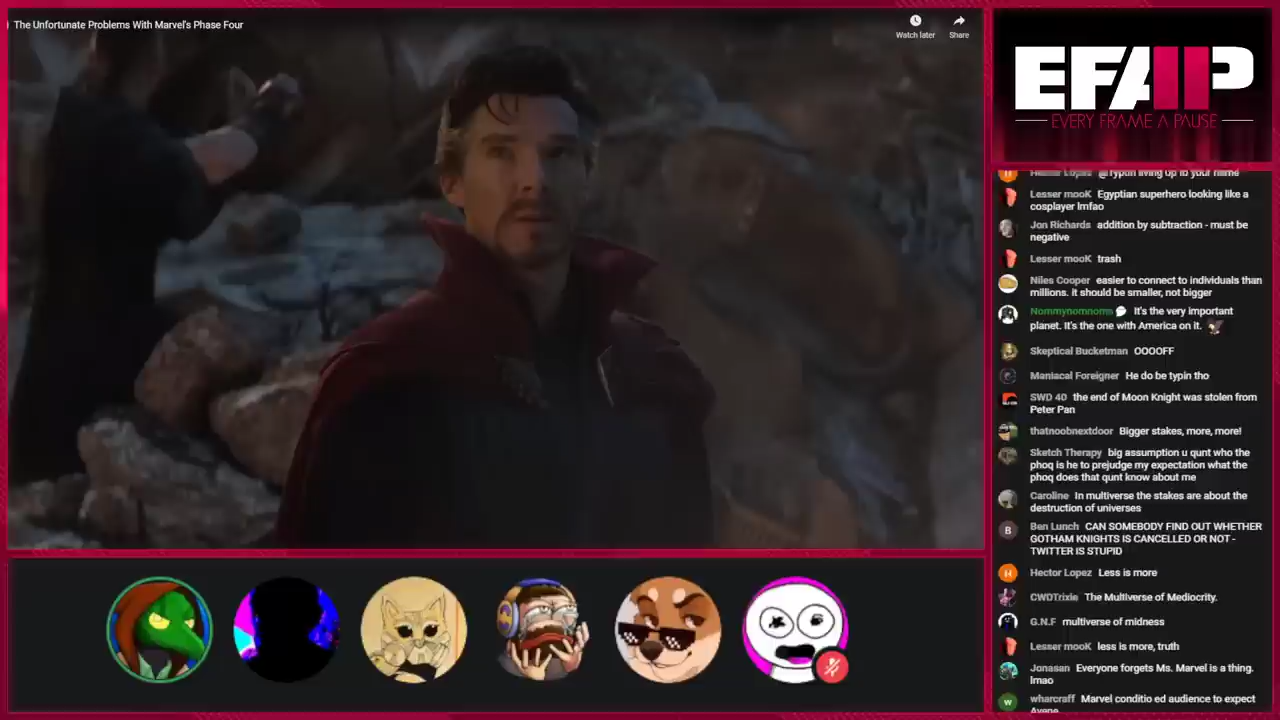 The Unfortunate Problems With Marvel's Phase Four
Watch later
Share
EFAP
EVERY FRAME A PAUSE
living up to your name
Lesser mooK Egyptian superhero looking like a
cosplayer lmfao
Jon Richards addition by subtraction - must be
negative
Lesser mooK trash
Niles Cooper easier to connect to individuals than
millions. it should be smaller, not bigger
Nommynomnoms It's the very important
planet. It's the one with America on it.
Skeptical Bucketman OOOOFF
Maniacal Foreigner He do be typin tho
SWD 40 the end of Moon Knight was stolen from
Peter Pan
thatnoobnextdoor Bigger stakes, more, more!
Sketch Therapy big assumption u qunt who the
phoq is he to prejudge my expectation what the
phoq does that qunt know about me
Caroline In multiverse the stakes are about the
destruction of universes
B
Ben Lunch CAN SOMEBODY FIND OUT WHETHER
GOTHAM KNIGHTS IS CANCELLED OR NOT -
TWITTER IS STUPID
H
Hector Lopez Less is more
CWDTrixie The Multiverse of Mediocrity.
G.N.F multiverse of midness
Lesser mooK less is more, truth
Jonasan Everyone forgets Ms. Marvel is a thing.
lmao
w
wharcraff Marvel conditio ed audience to expect